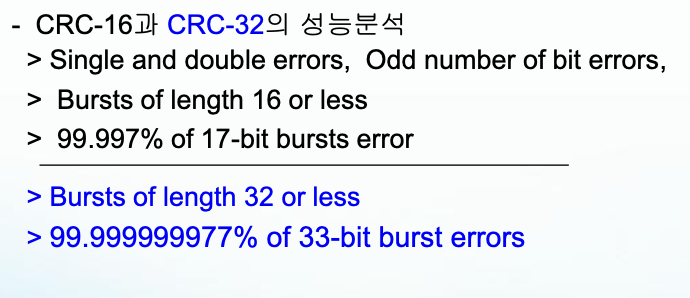 - CRC-16과 CRC-32의 성능분석
> Single and double errors, Odd number of bit errors,
> Bursts of length 16 or less
> 99.997% of 17-bit bursts error
> Bursts of length 32 or less
> 99.999999977% of 33-bit burst errors